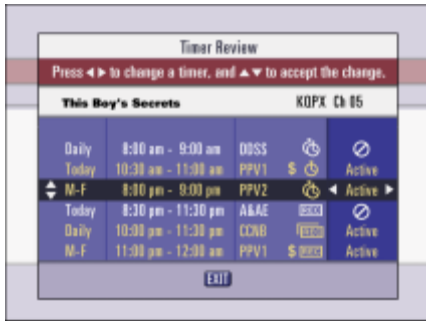 Timer Review
Press ◄ ► to change a timer, and ▲ ▼ to accept the change.
This Boy's Secrets KQPX Ch 05
Daily 8:00 am - 9:00 am DDSS
Today 10:30 am - 11:00 am PPV1 $ Active
M-F 8:00 pm - 9:00 pm PPV2 ◄ Active ►
Today 8:30 pm - 11:30 pm A&AE
Daily 10:00 pm - 11:30 pm CCNB Active
M-F 11:00 pm - 12:00 am PPV1 $ Active
EXIT